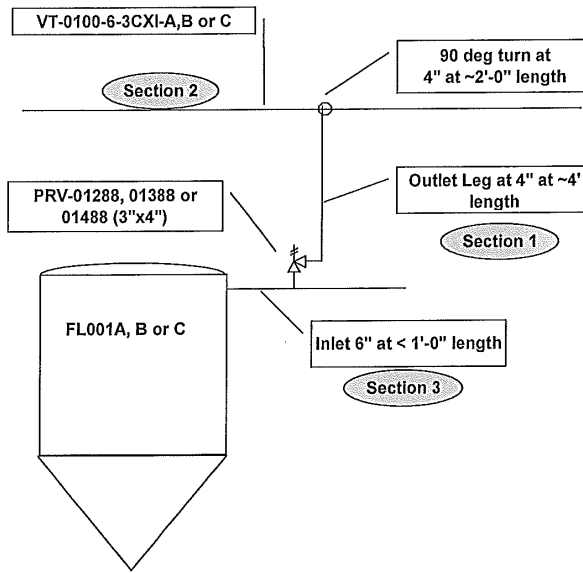 VT-0100-6-3CXI-A,B or C
90 deg turn at
4" at ~2'-0" length
Section 2
PRV-01288, 01388 or
01488 (3"x4")
Outlet Leg at 4" at ~4'
length
Section 1
FL001A, B or C
Inlet 6" at < 1'-0" length
Section 3